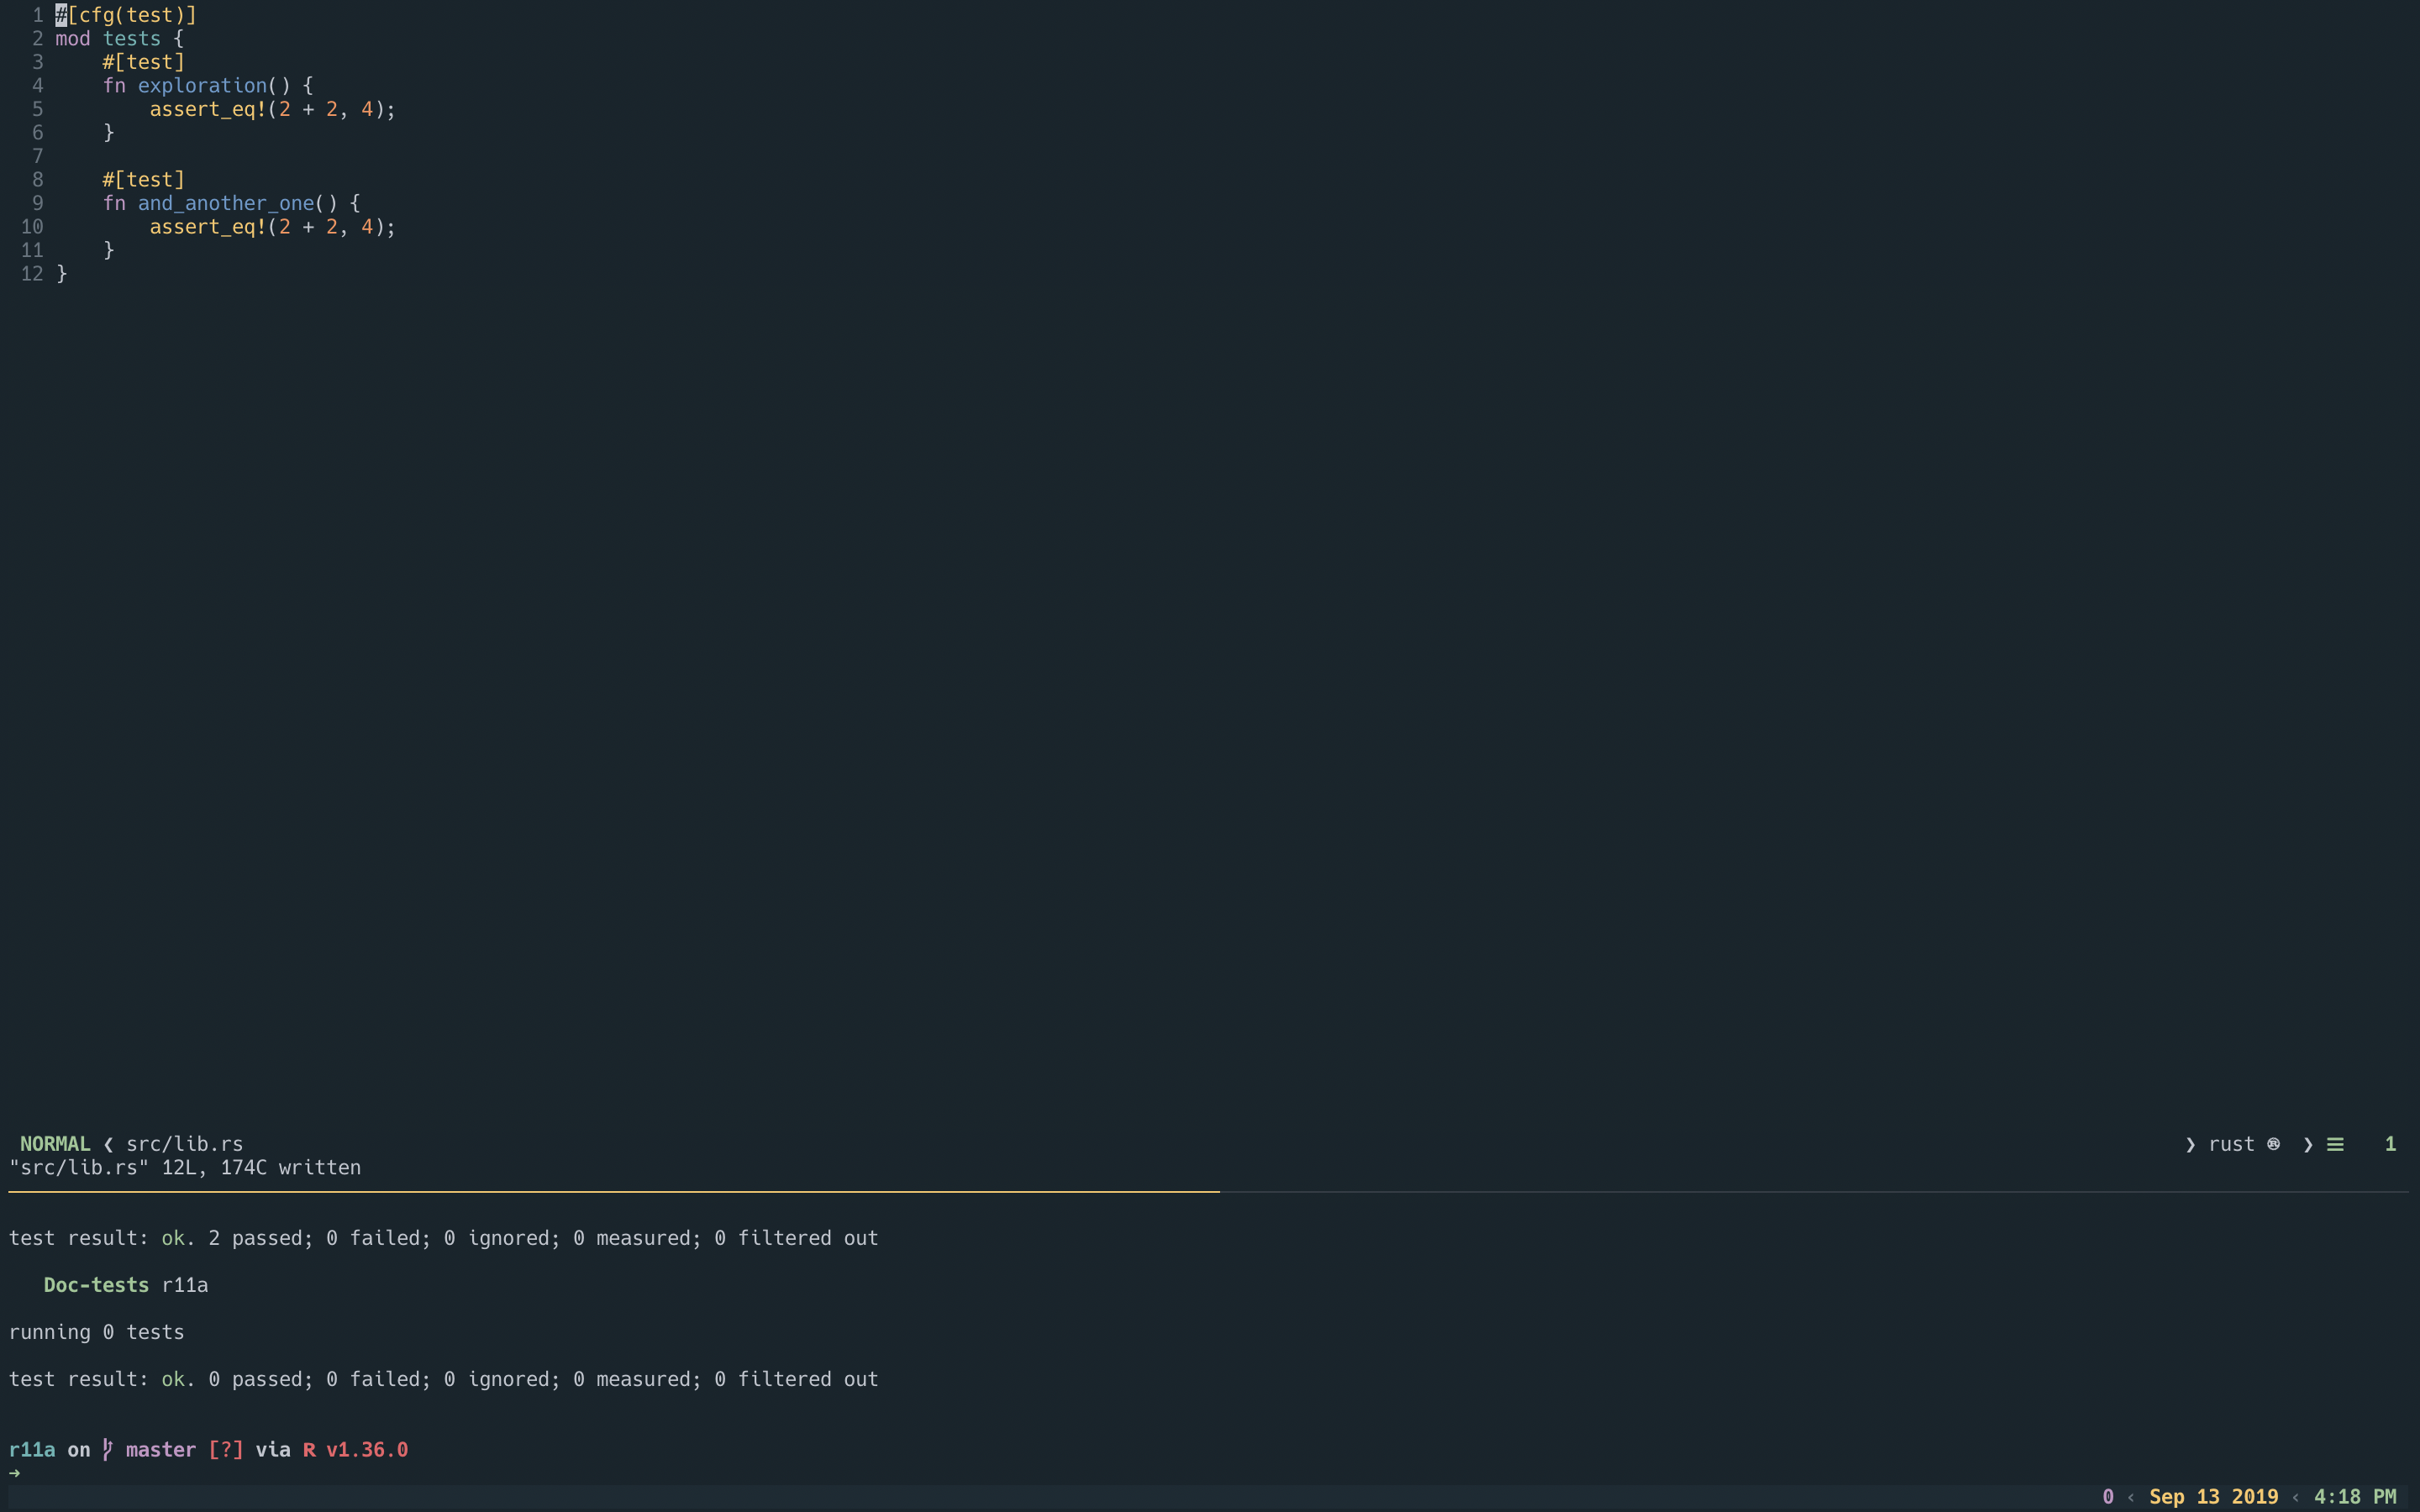 1 #[cfg(test)]
2 mod tests {
3     #[test]
4     fn exploration() {
5         assert_eq!(2 + 2, 4);
6     }
7
8     #[test]
9     fn and_another_one() {
10         assert_eq!(2 + 2, 4);
11     }
12 }
NORMAL ❮ src/lib.rs ❯ rust ❯ ☰ 1
"src/lib.rs" 12L, 174C written
test result: ok. 2 passed; 0 failed; 0 ignored; 0 measured; 0 filtered out
Doc-tests r11a
running 0 tests
test result: ok. 0 passed; 0 failed; 0 ignored; 0 measured; 0 filtered out
r11a on master [?] via R v1.36.0
➜
0 ‹ Sep 13 2019 ‹ 4:18 PM